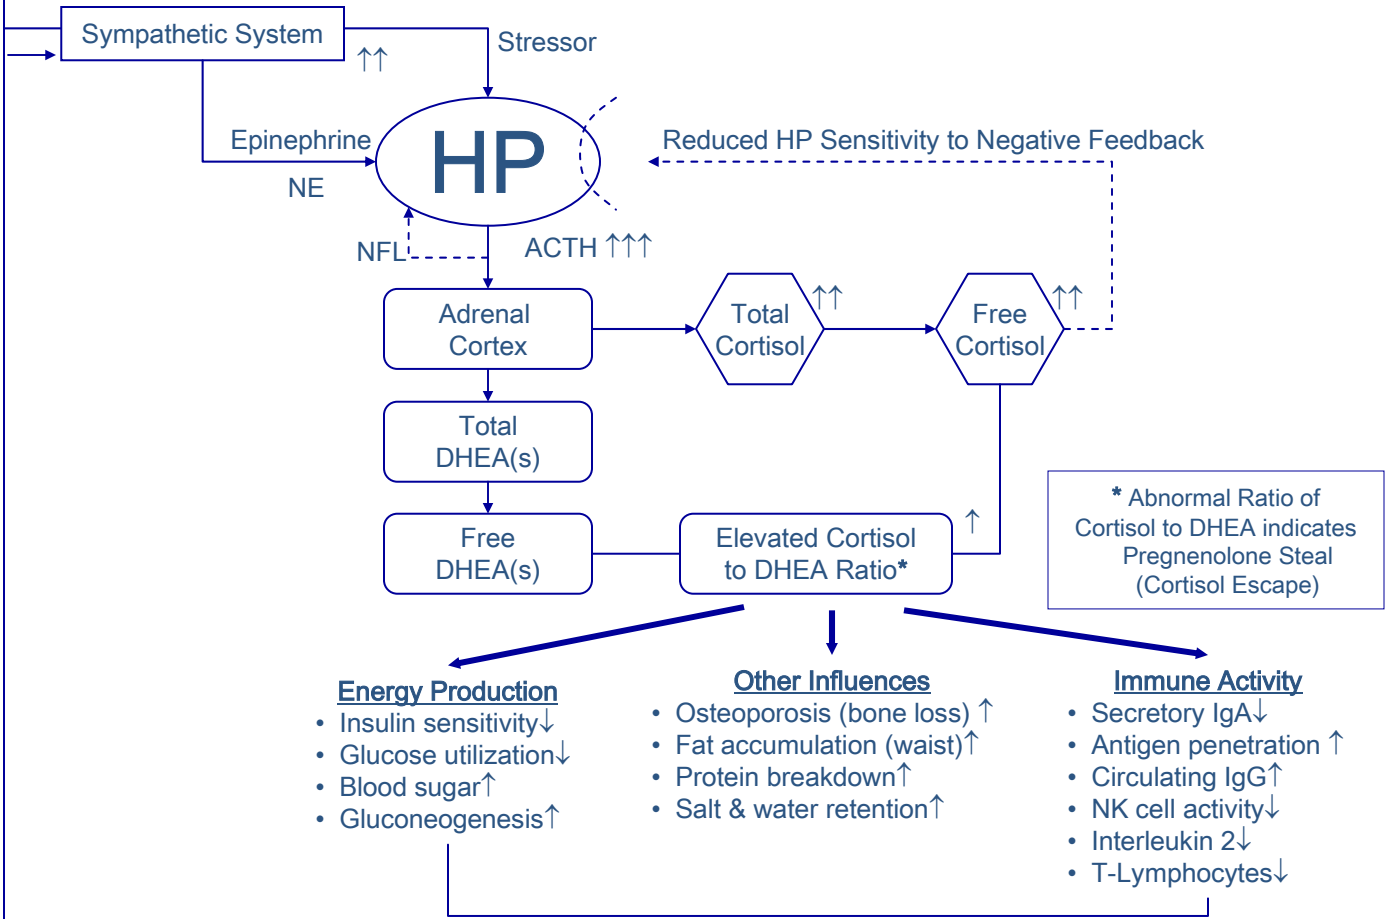 Sympathetic System
↑↑
Stressor
Epinephrine
NE
HP
Reduced HP Sensitivity to Negative Feedback
NFL
ACTH ↑↑↑
Adrenal
Cortex
Total
Cortisol
↑↑
Free
Cortisol
↑↑
Total
DHEA(s)
Free
DHEA(s)
Elevated Cortisol
to DHEA Ratio*
↑
* Abnormal Ratio of
Cortisol to DHEA indicates
Pregnenolone Steal
(Cortisol Escape)
Energy Production
• Insulin sensitivity↓
• Glucose utilization↓
• Blood sugar↑
• Gluconeogenesis↑
Other Influences
• Osteoporosis (bone loss) ↑
• Fat accumulation (waist)↑
• Protein breakdown↑
• Salt & water retention↑
Immune Activity
• Secretory IgA↓
• Antigen penetration ↑
• Circulating IgG↑
• NK cell activity↓
• Interleukin 2↓
• T-Lymphocytes↓